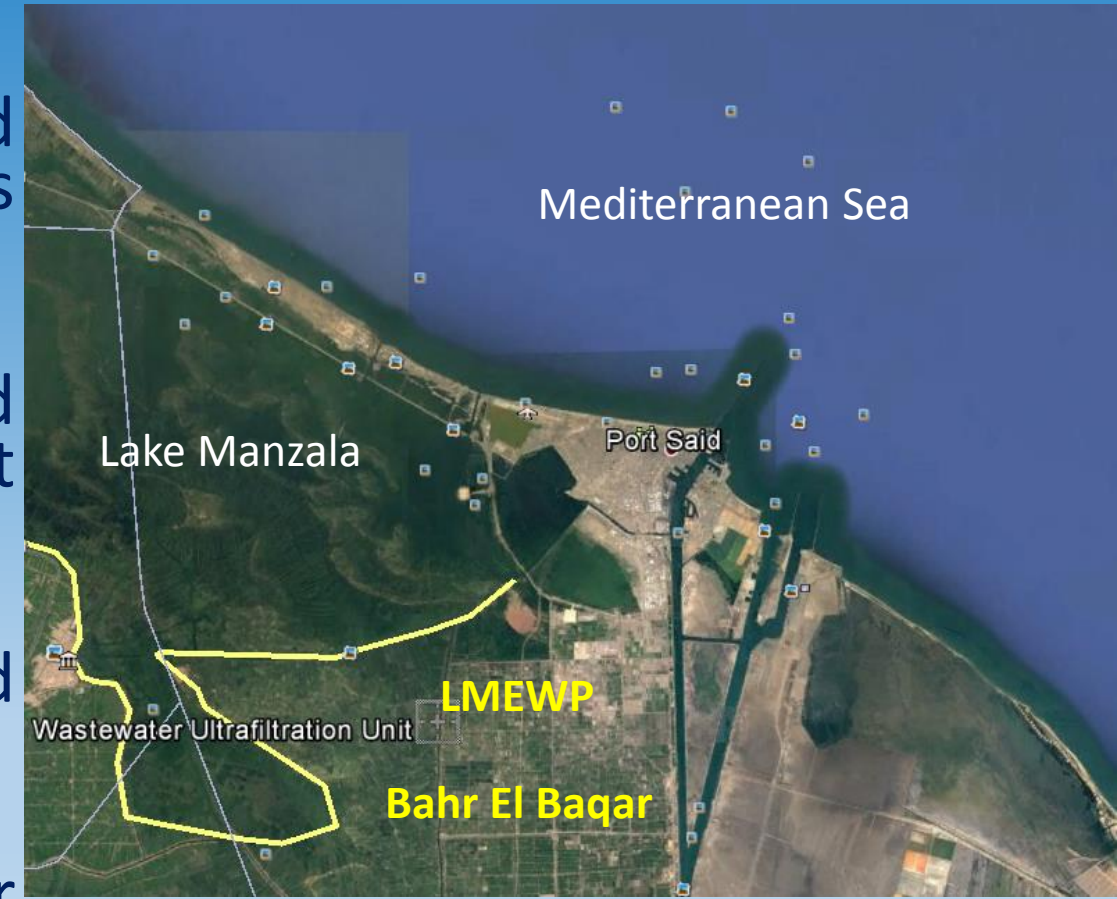 Mediterranean Sea
Port Said
Lake Manzala
LMEWP
Wastewater Ultrafiltration Unit
Bahr El Baqar